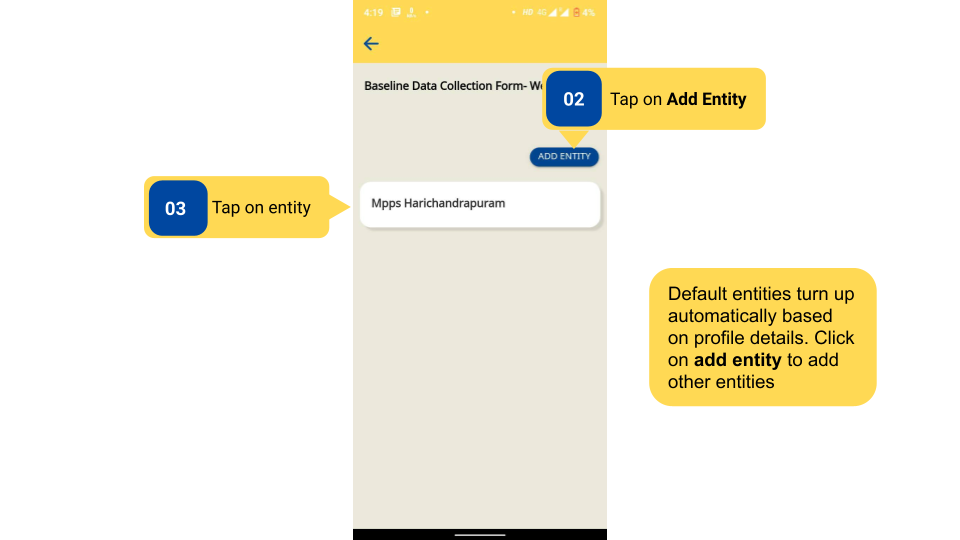 4:19 HD 4G 4%
Baseline Data Collection Form- We
02 Tap on Add Entity
ADD ENTITY
03 Tap on entity
Mpps Harichandrapuram
Default entities turn up
automatically based
on profile details. Click
on add entity to add
other entities